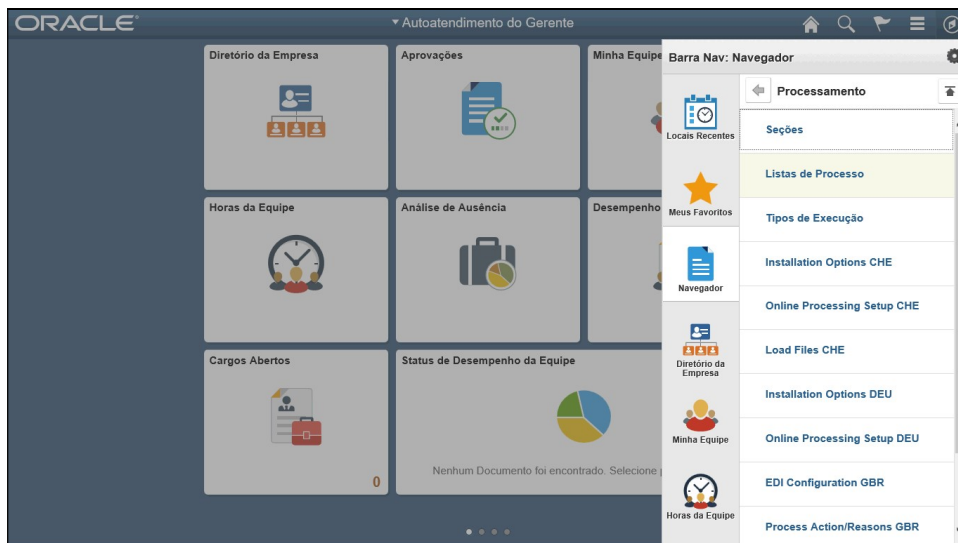 ORACLE
Autoatendimento do Gerente
Diretório da Empresa
Aprovações
Minha Equipe
Horas da Equipe
Análise de Ausência
Desempenho
Cargos Abertos
0
Status de Desempenho da Equipe
Nenhum Documento foi encontrado. Selecione
Barra Nav: Navegador
Locais Recentes
Meus Favoritos
Navegador
Diretório da
Empresa
Minha Equipe
Horas da Equipe
Processamento
Seções
Listas de Processo
Tipos de Execução
Installation Options CHE
Online Processing Setup CHE
Load Files CHE
Installation Options DEU
Online Processing Setup DEU
EDI Configuration GBR
Process Action/Reasons GBR